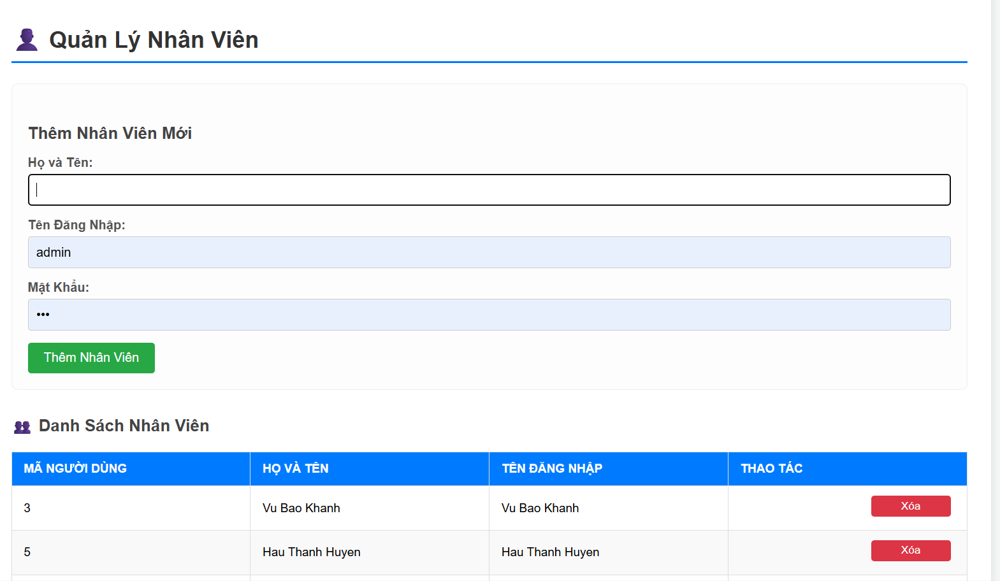 Quản Lý Nhân Viên
Thêm Nhân Viên Mới
Họ và Tên:
Tên Đăng Nhập:
admin
Mật Khẩu:
•••
Thêm Nhân Viên
Danh Sách Nhân Viên
MÃ NGƯỜI DÙNG HỌ VÀ TÊN TÊN ĐĂNG NHẬP THAO TÁC
3 Vu Bao Khanh Vu Bao Khanh Xóa
5 Hau Thanh Huyen Hau Thanh Huyen Xóa